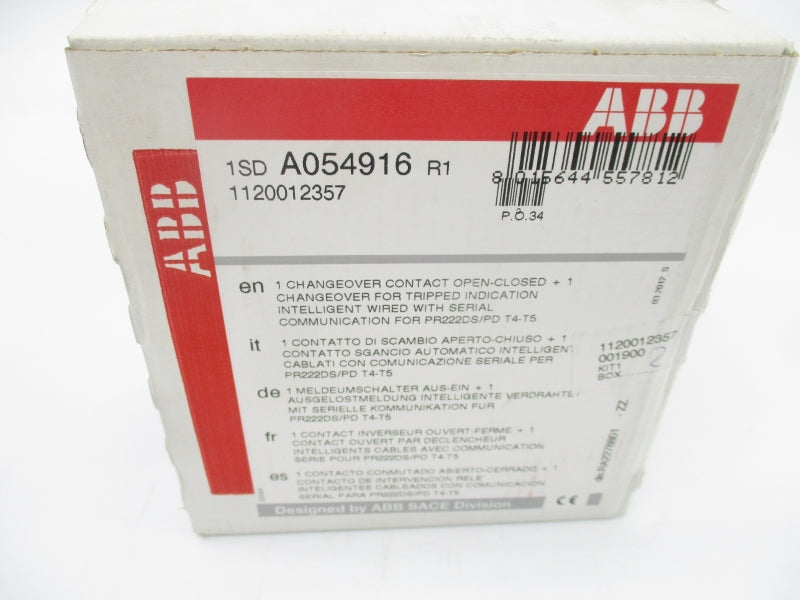 ABB
ABB
1SD A054916 R1
1120012357
8 015644 557812
P.O.34
03.2012
en 1 CHANGEOVER CONTACT OPEN-CLOSED + 1
CHANGEOVER FOR TRIPPED INDICATION
INTELLIGENT WIRED WITH SERIAL
COMMUNICATION FOR PR222DS/PD T4-T5
it 1 CONTATTO DI SCAMBIO APERTO-CHIUSO + 1
CONTATTO SGANCIO AUTOMATICO INTELLIGENT
CABLATI CON COMUNICAZIONE SERIALE PER
PR222DS/PD T4-T5
1120012357
001900 2
KIT1
BOX
de 1 MELDEUMSCHALTER AUS-EIN + 1
AUSGELOSTMELDUNG INTELLIGENTE VERDRAHTE
MIT SERIELLE KOMMUNIKATION FUR
PR222DS/PD T4-T5
fr 1 CONTACT INVERSEUR OUVERT-FERME + 1
CONTACT OUVERT PAR DECLENCHEUR
INTELLIGENTS CABLES AVEC COMMUNICATION
SERIE POUR PR222DS/PD T4-T5
es 1 CONTACTO CONMUTADO ABIERTO-CERRADO + 1
CONTACTO DE INTERVENCION RELE'
INTELIGENTES CABLEADOS CON COMUNICACION
SERIAL PARA PR222DS/PD T4-T5
Designed by ABB SACE Division
CE
- ZZ